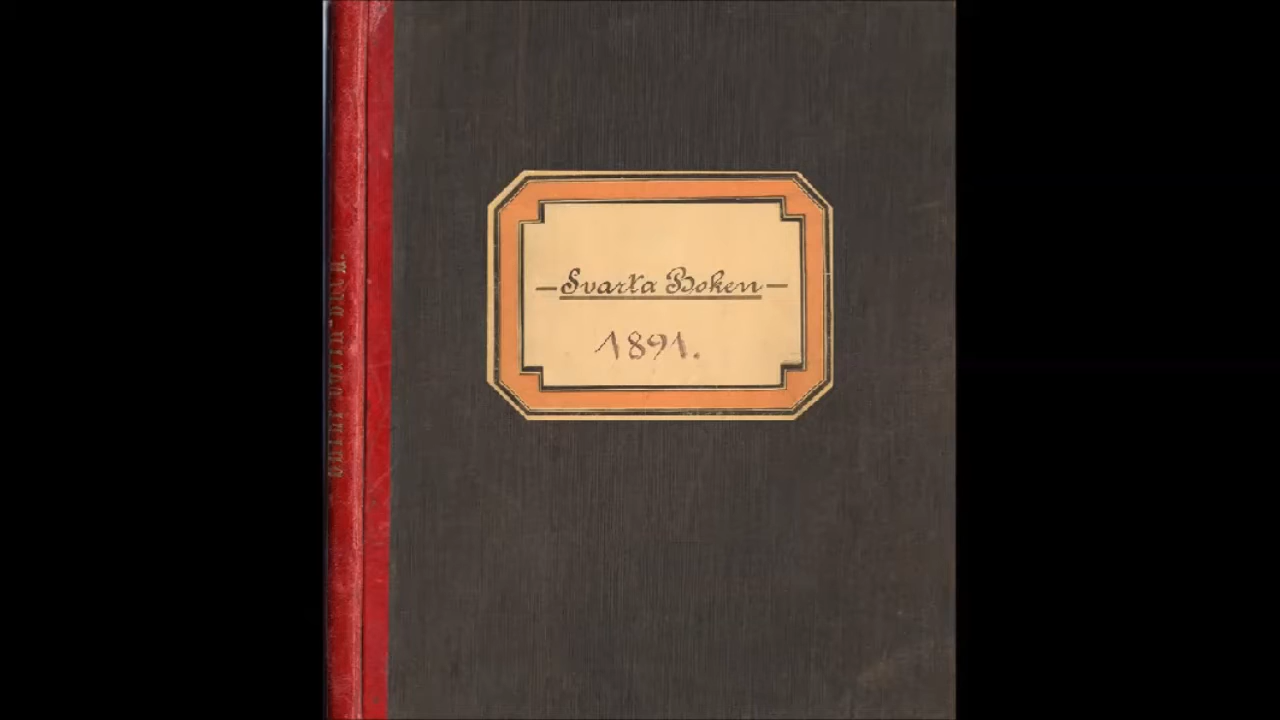 — Svarta Boken —
1891.